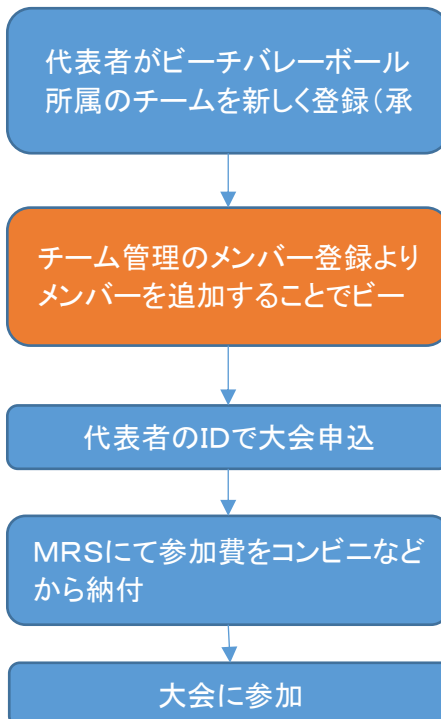 代表者がビーチバレーボール
所属のチームを新しく登録(承
チーム管理のメンバー登録より
メンバーを追加することでビー
代表者のIDで大会申込
MRSにて参加費をコンビニなど
から納付
大会に参加